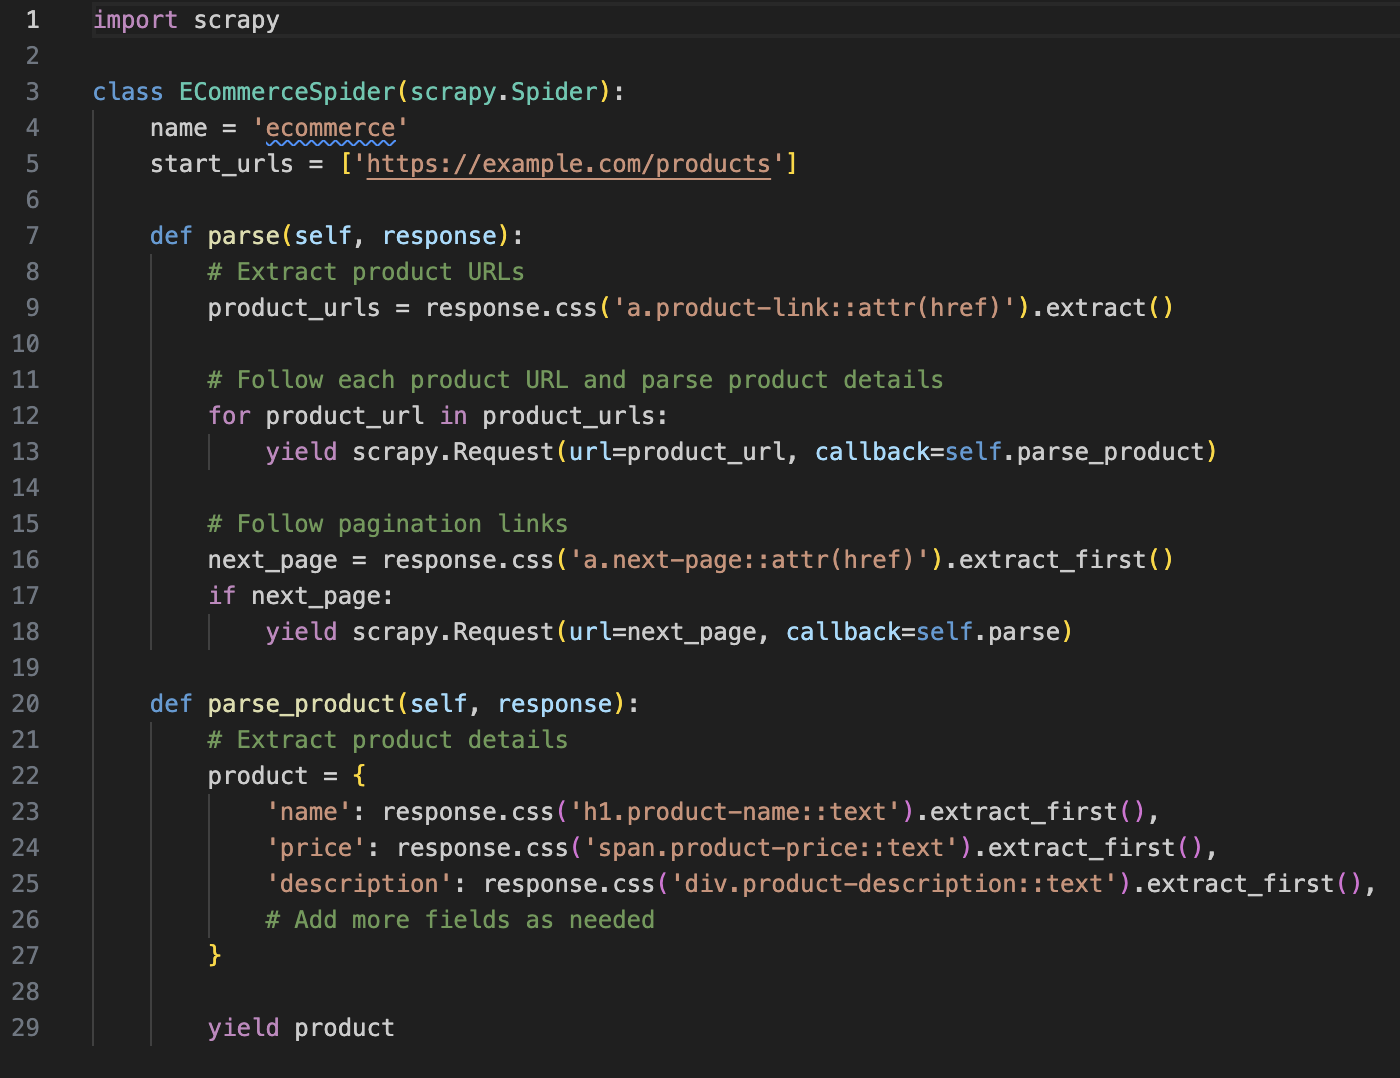 1 import scrapy
2
3 class ECommerceSpider(scrapy.Spider):
4     name = 'ecommerce'
5     start_urls = ['https://example.com/products']
6
7     def parse(self, response):
8         # Extract product URLs
9         product_urls = response.css('a.product-link::attr(href)').extract()
10
11         # Follow each product URL and parse product details
12         for product_url in product_urls:
13             yield scrapy.Request(url=product_url, callback=self.parse_product)
14
15         # Follow pagination links
16         next_page = response.css('a.next-page::attr(href)').extract_first()
17         if next_page:
18             yield scrapy.Request(url=next_page, callback=self.parse)
19
20     def parse_product(self, response):
21         # Extract product details
22         product = {
23             'name': response.css('h1.product-name::text').extract_first(),
24             'price': response.css('span.product-price::text').extract_first(),
25             'description': response.css('div.product-description::text').extract_first(),
26             # Add more fields as needed
27         }
28
29         yield product